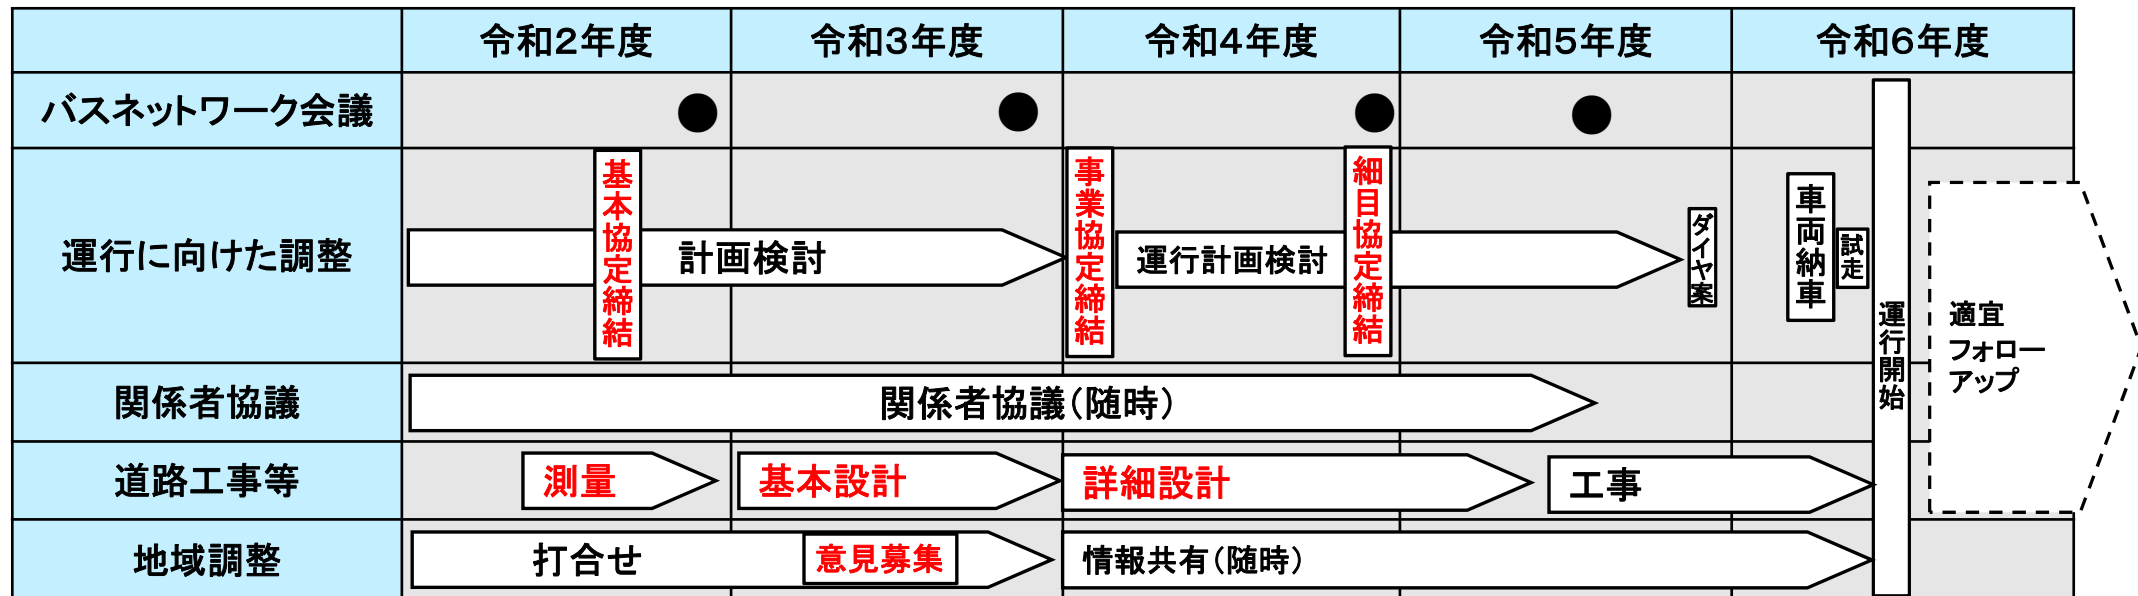 令和2年度
令和3年度
令和4年度
令和5年度
令和6年度
バスネットワーク会議
運行に向けた調整
基本協定締結
計画検討
事業協定締結
運行計画検討
細目協定締結
ダイヤ案
車両納車
試走
運行開始
適宜
フォロー
アップ
関係者協議
関係者協議(随時)
道路工事等
測量
基本設計
詳細設計
工事
地域調整
打合せ
意見募集
情報共有(随時)